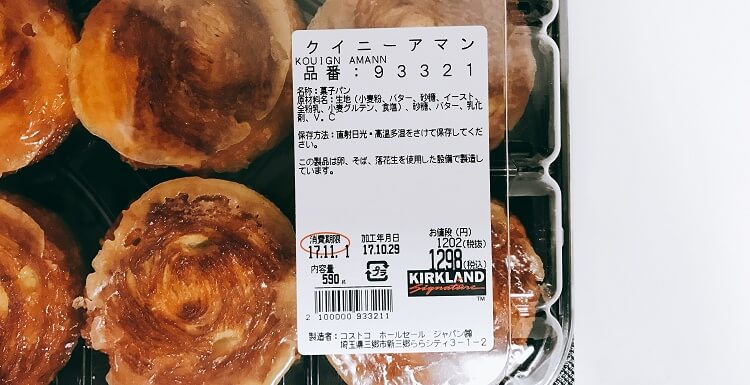 クイニーアマン
KOUIGN AMANN
品番:93321
名称:菓子パン
原材料名:生地(小麦粉、バター、砂糖、イースト、
全粉乳、小麦グルテン、食塩)、砂糖、バター、乳化
剤、V.C
保存方法:直射日光・高温多湿をさけて保存してくだ
さい。
この製品は卵、そば、落花生を使用した設備で製造し
ています。
消費期限 加工年月日 お値段(円)
17.11. 1 17.10.29 1202(税抜)
1298(税込)
内容量
590g
プラ
KIRKLAND
Signature
TM
2 100000 933211
製造者:コストコ ホールセール ジャパン㈱
埼玉県三郷市新三郷ららシティ3-1-2